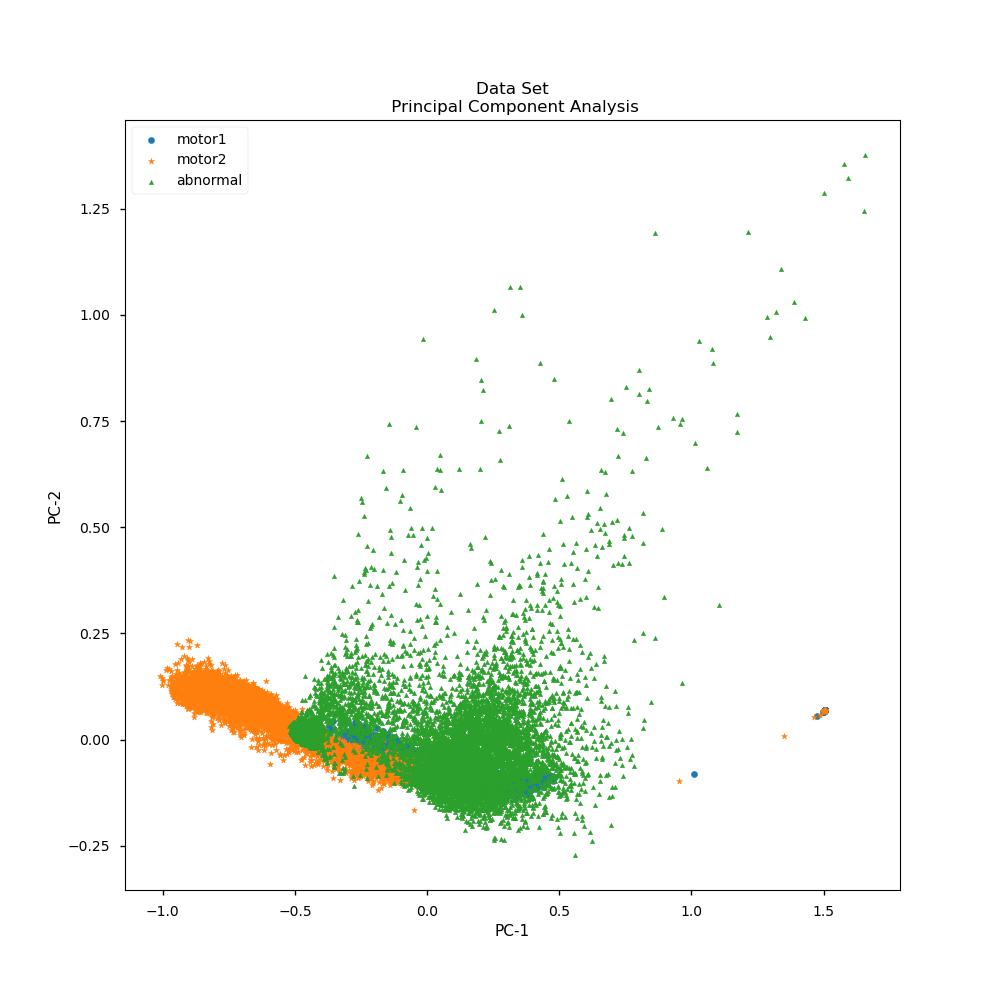 Data Set
Principal Component Analysis
motor1
motor2
abnormal
1.25
1.00
0.75
0.50
0.25
0.00
−0.25
PC-2
−1.0
−0.5
0.0
0.5
1.0
1.5
PC-1